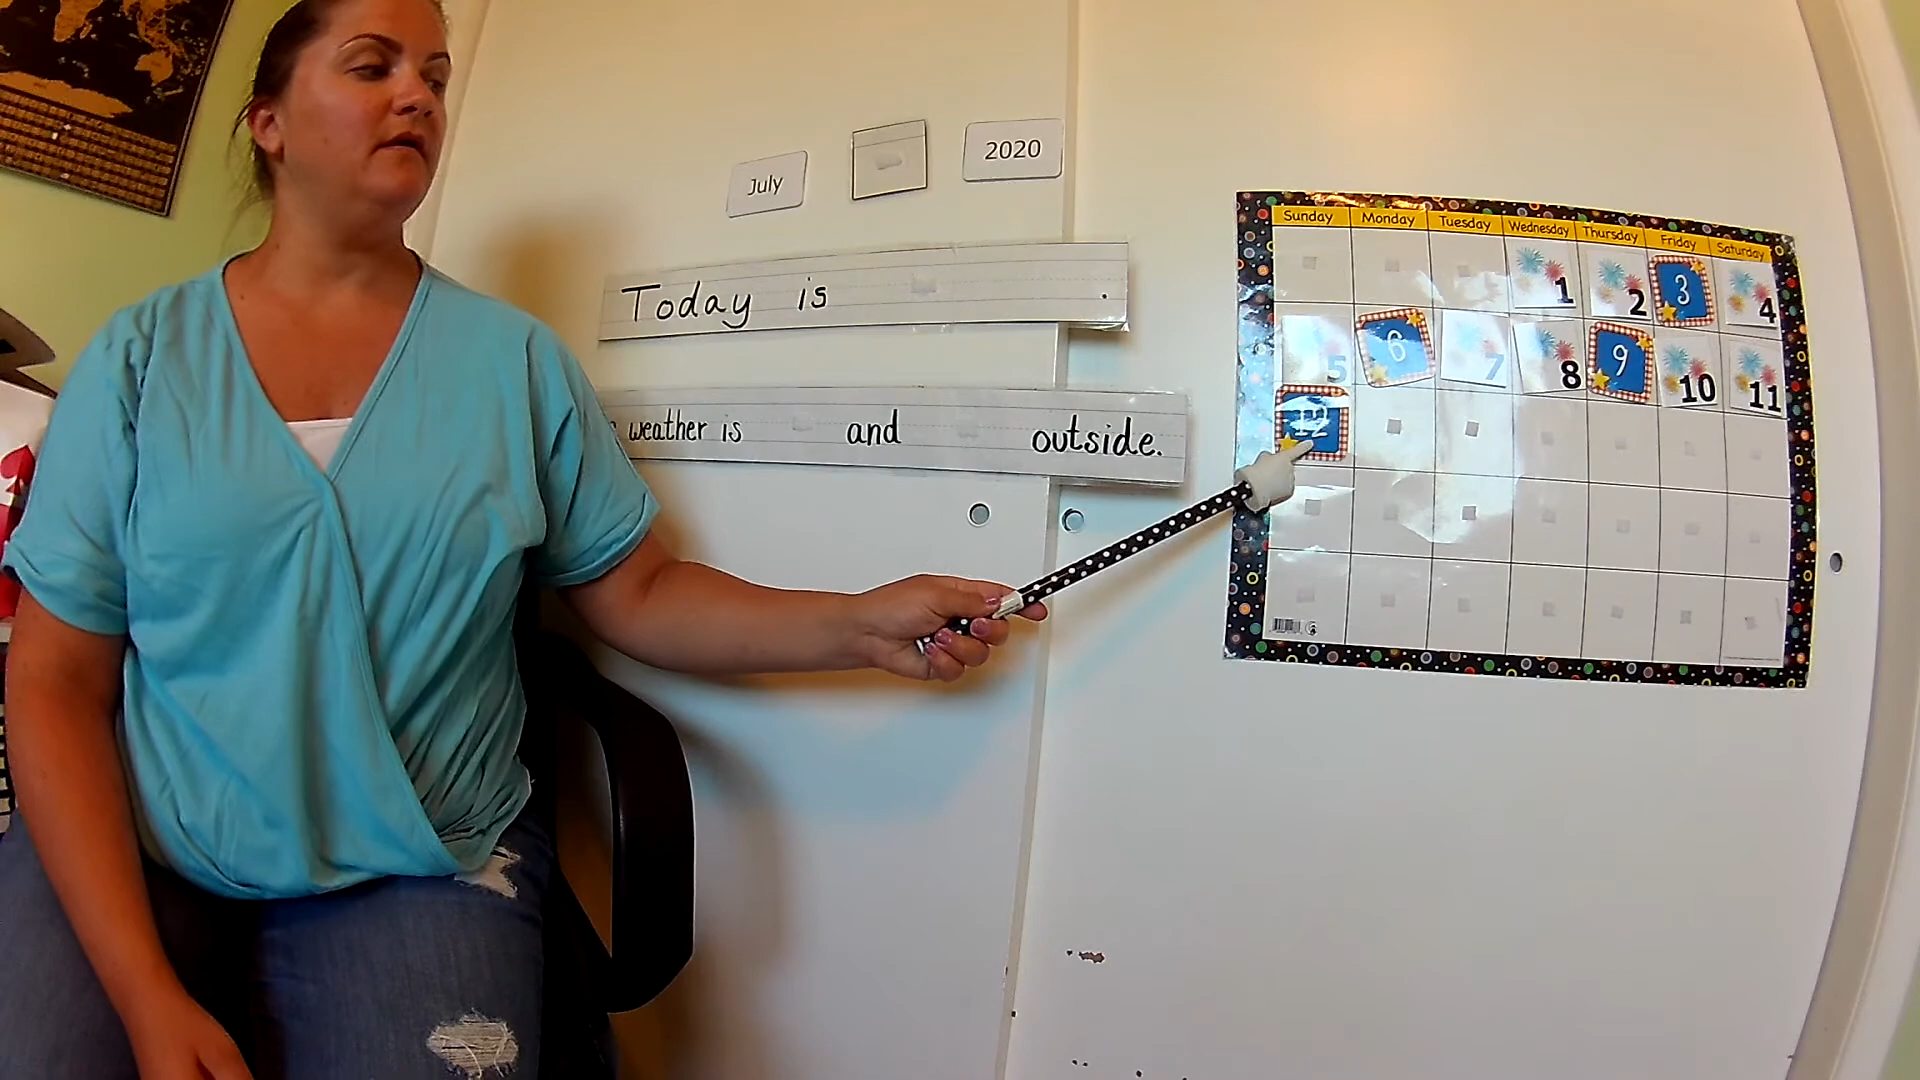 July
2020
Today is .
weather is and outside.
Sunday Monday Tuesday Wednesday Thursday Friday Saturday
1 2 3 4
5 6 7 8 9 10 11
12